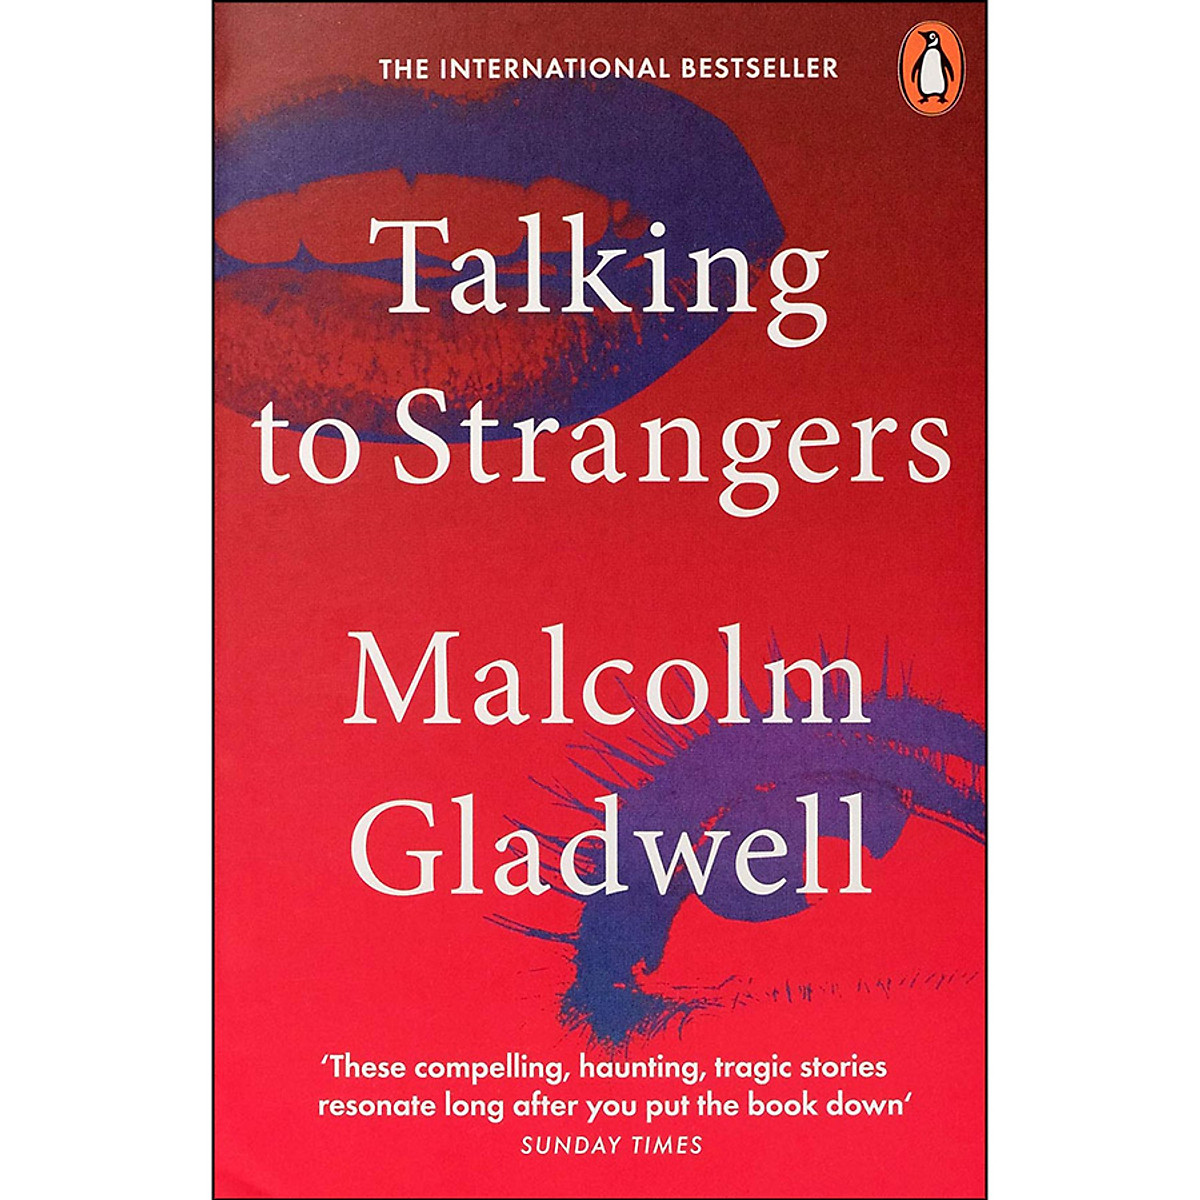 THE INTERNATIONAL BESTSELLER
Talking
to Strangers
Malcolm
Gladwell
‘These compelling, haunting, tragic stories
resonate long after you put the book down‘
SUNDAY TIMES